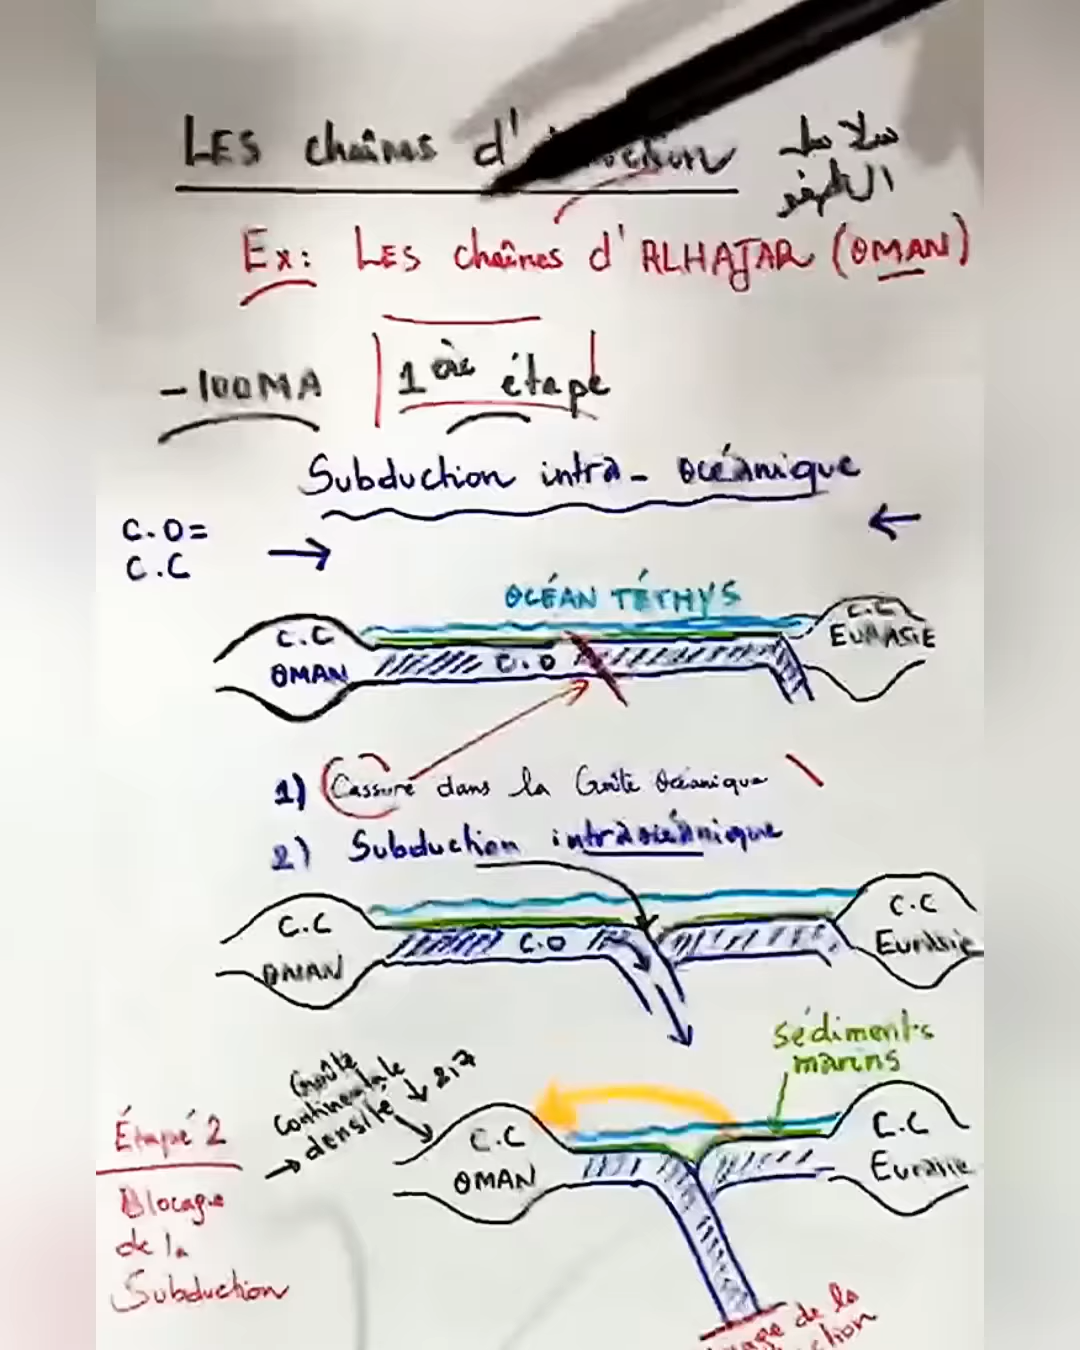 LES chaînes d'
سلاسل
الطفو
Ex: LES chaînes d'ALHAJAR (OMAN)
-100MA 1ère étape
Subduction intra-océanique
C.O=
C.C
OCÉAN TÉTHYS
C.C
OMAN
C.O
C.C
EURASIE
1) Cassure dans la Croûte Océanique
2) Subduction intraocéanique
C.C
OMAN
C.O
C.C
Eurasie
sédiments
marins
Croûte
continentale
→ densité ↓ 2,7
Étape 2
Blocage
de la
Subduction
C.C
OMAN
C.C
Eurasie
de la